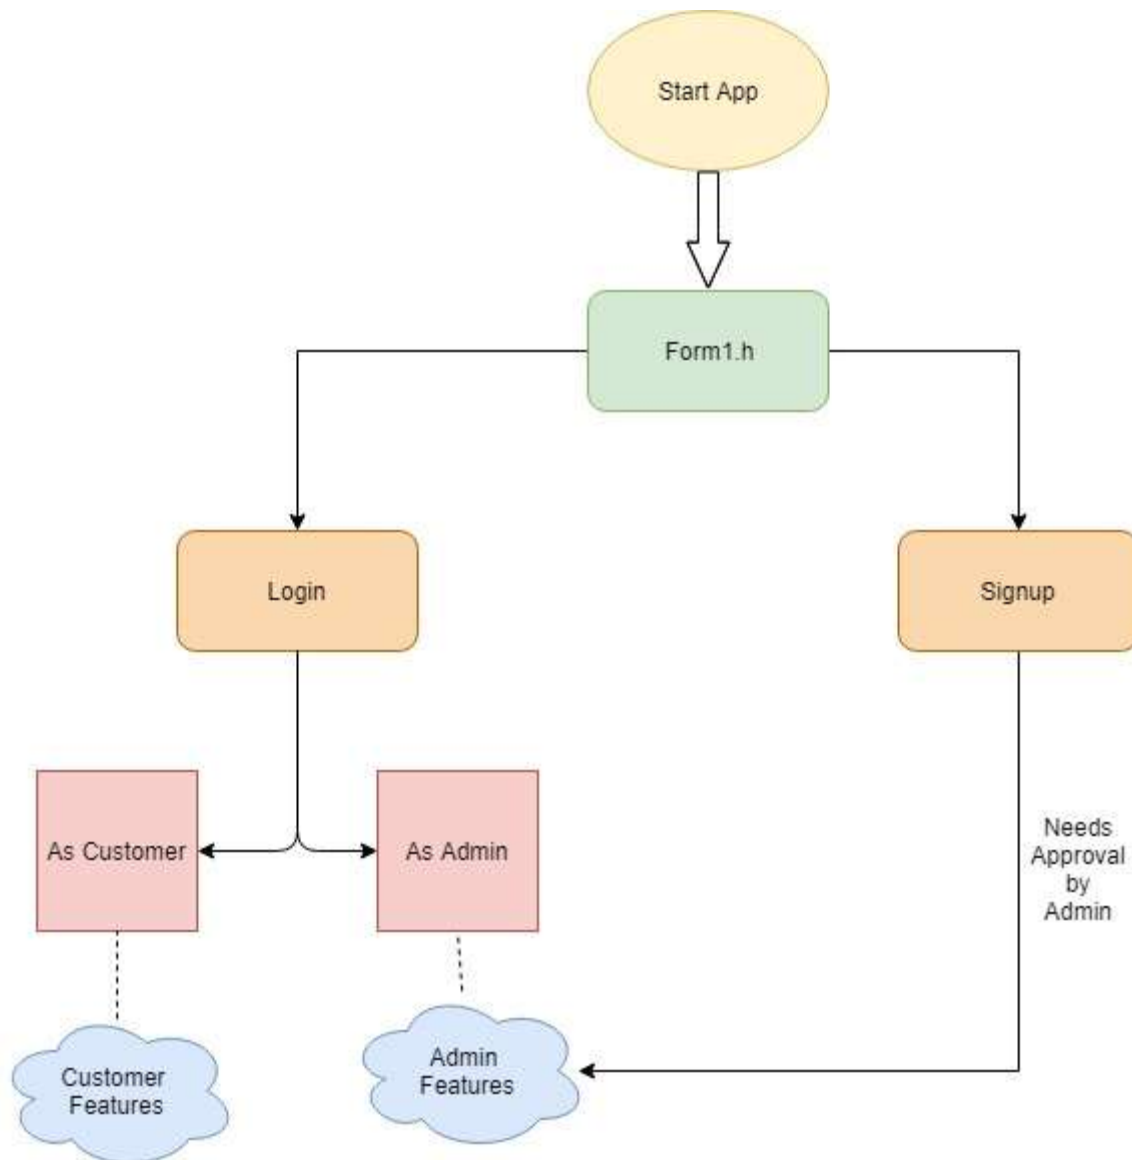 Start App
Form1.h
Login
Signup
As Customer
As Admin
Needs
Approval
by
Admin
Customer
Features
Admin
Features